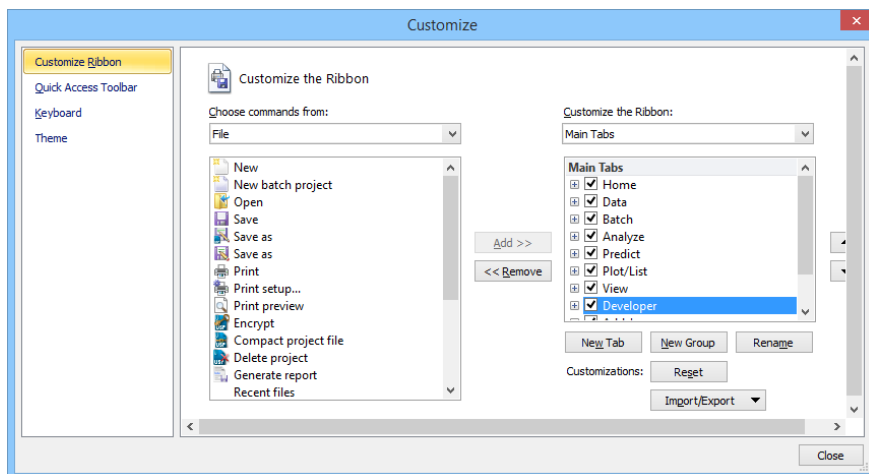 Customize
Customize Ribbon
Quick Access Toolbar
Keyboard
Theme
Customize the Ribbon
Choose commands from:
File
New
New batch project
Open
Save
Save as
Save as
Print
Print setup...
Print preview
Encrypt
Compact project file
Delete project
Generate report
Recent files
Add >>
<< Remove
Customize the Ribbon:
Main Tabs
Main Tabs
Home
Data
Batch
Analyze
Predict
Plot/List
View
Developer
New Tab
New Group
Rename
Customizations:
Reset
Import/Export
Close